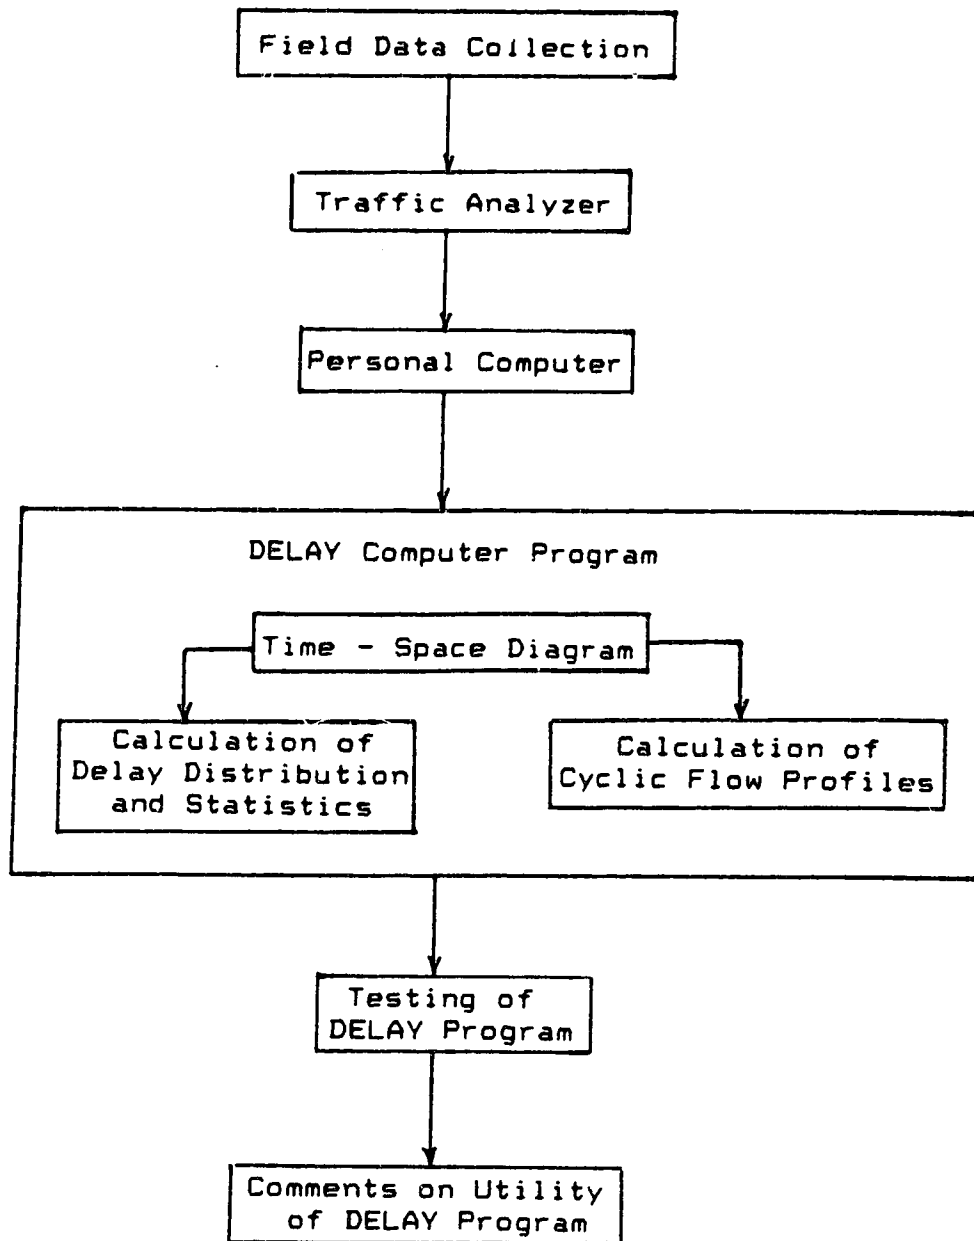 Field Data Collection
Traffic Analyzer
Personal Computer
DELAY Computer Program
Time - Space Diagram
Calculation of
Delay Distribution
and Statistics
Calculation of
Cyclic Flow Profiles
Testing of
DELAY Program
Comments on Utility
of DELAY Program